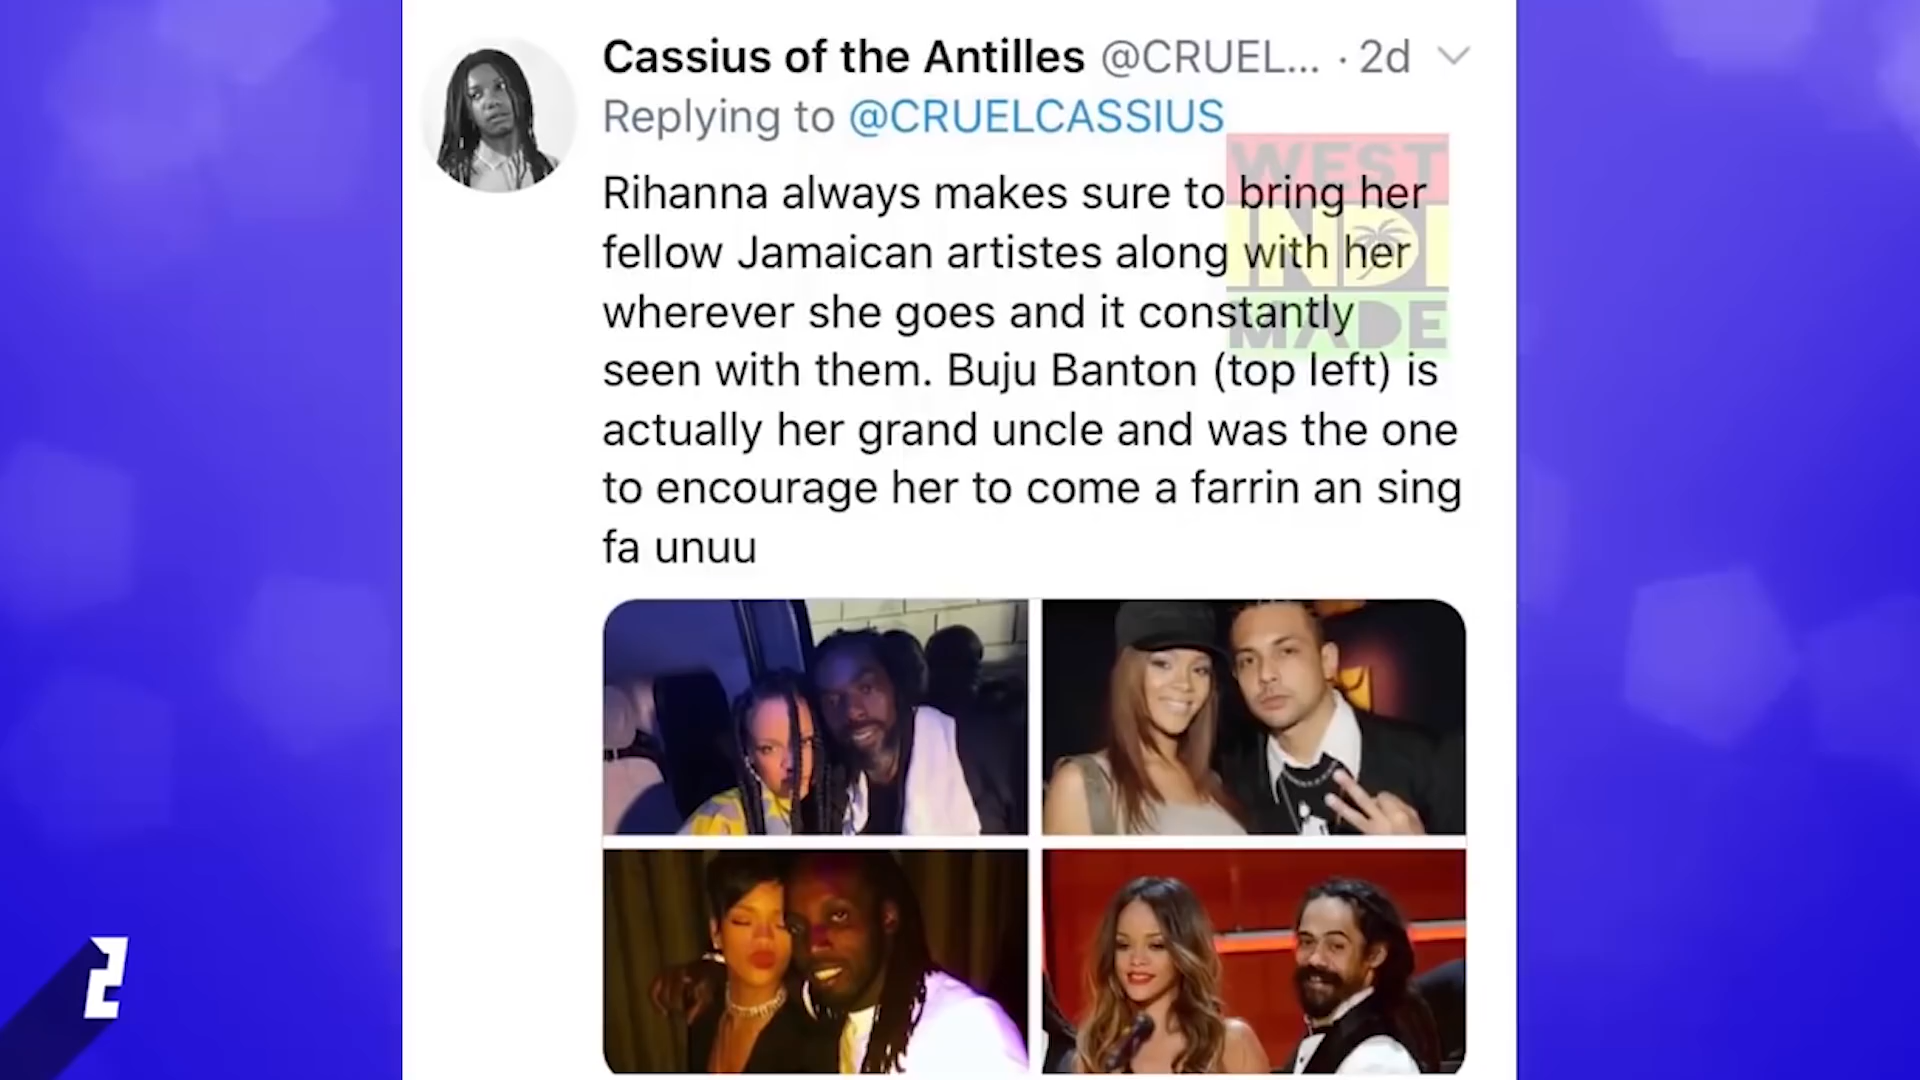 Cassius of the Antilles @CRUEL... · 2d
Replying to @CRUELCASSIUS
Rihanna always makes sure to bring her
fellow Jamaican artistes along with her
wherever she goes and it constantly
seen with them. Buju Banton (top left) is
actually her grand uncle and was the one
to encourage her to come a farrin an sing
fa unuu
WEST
INDI
MADE
2